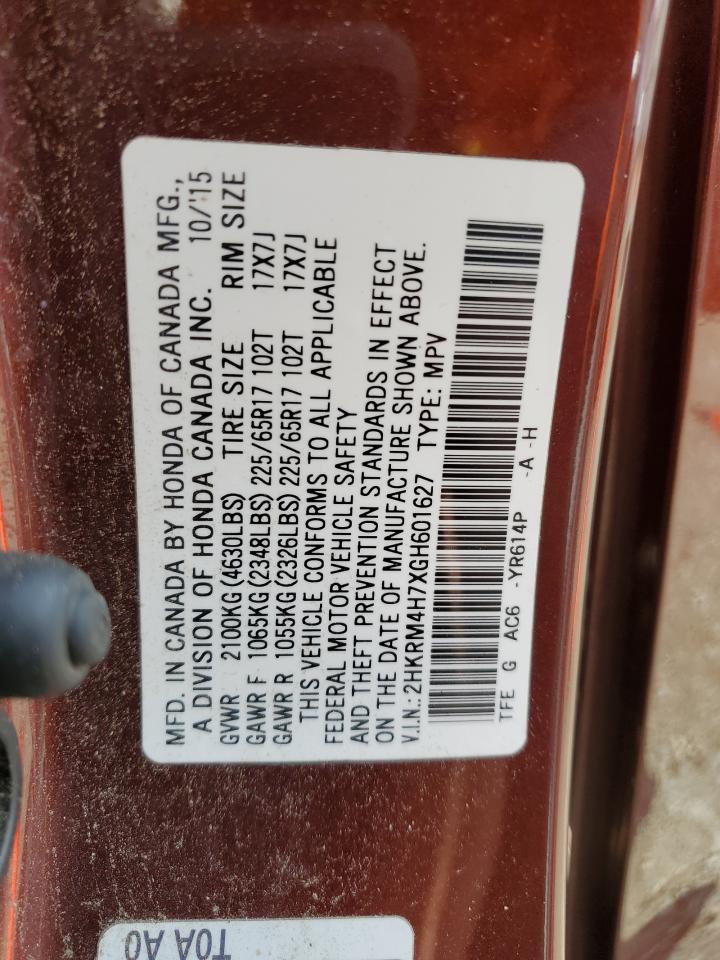 MFD. IN CANADA BY HONDA OF CANADA MFG.,
A DIVISION OF HONDA CANADA INC. 10/'15
GVWR 2100KG (4630LBS) TIRE SIZE RIM SIZE
GAWR F 1065KG (2348LBS) 225/65R17 102T 17X7J
GAWR R 1055KG (2326LBS) 225/65R17 102T 17X7J
THIS VEHICLE CONFORMS TO ALL APPLICABLE
FEDERAL MOTOR VEHICLE SAFETY
AND THEFT PREVENTION STANDARDS IN EFFECT
ON THE DATE OF MANUFACTURE SHOWN ABOVE.
V.I.N.: 2HKRM4H7XGH601627 TYPE: MPV
TFE G AC6 -YR614P -A -H
T0A A0